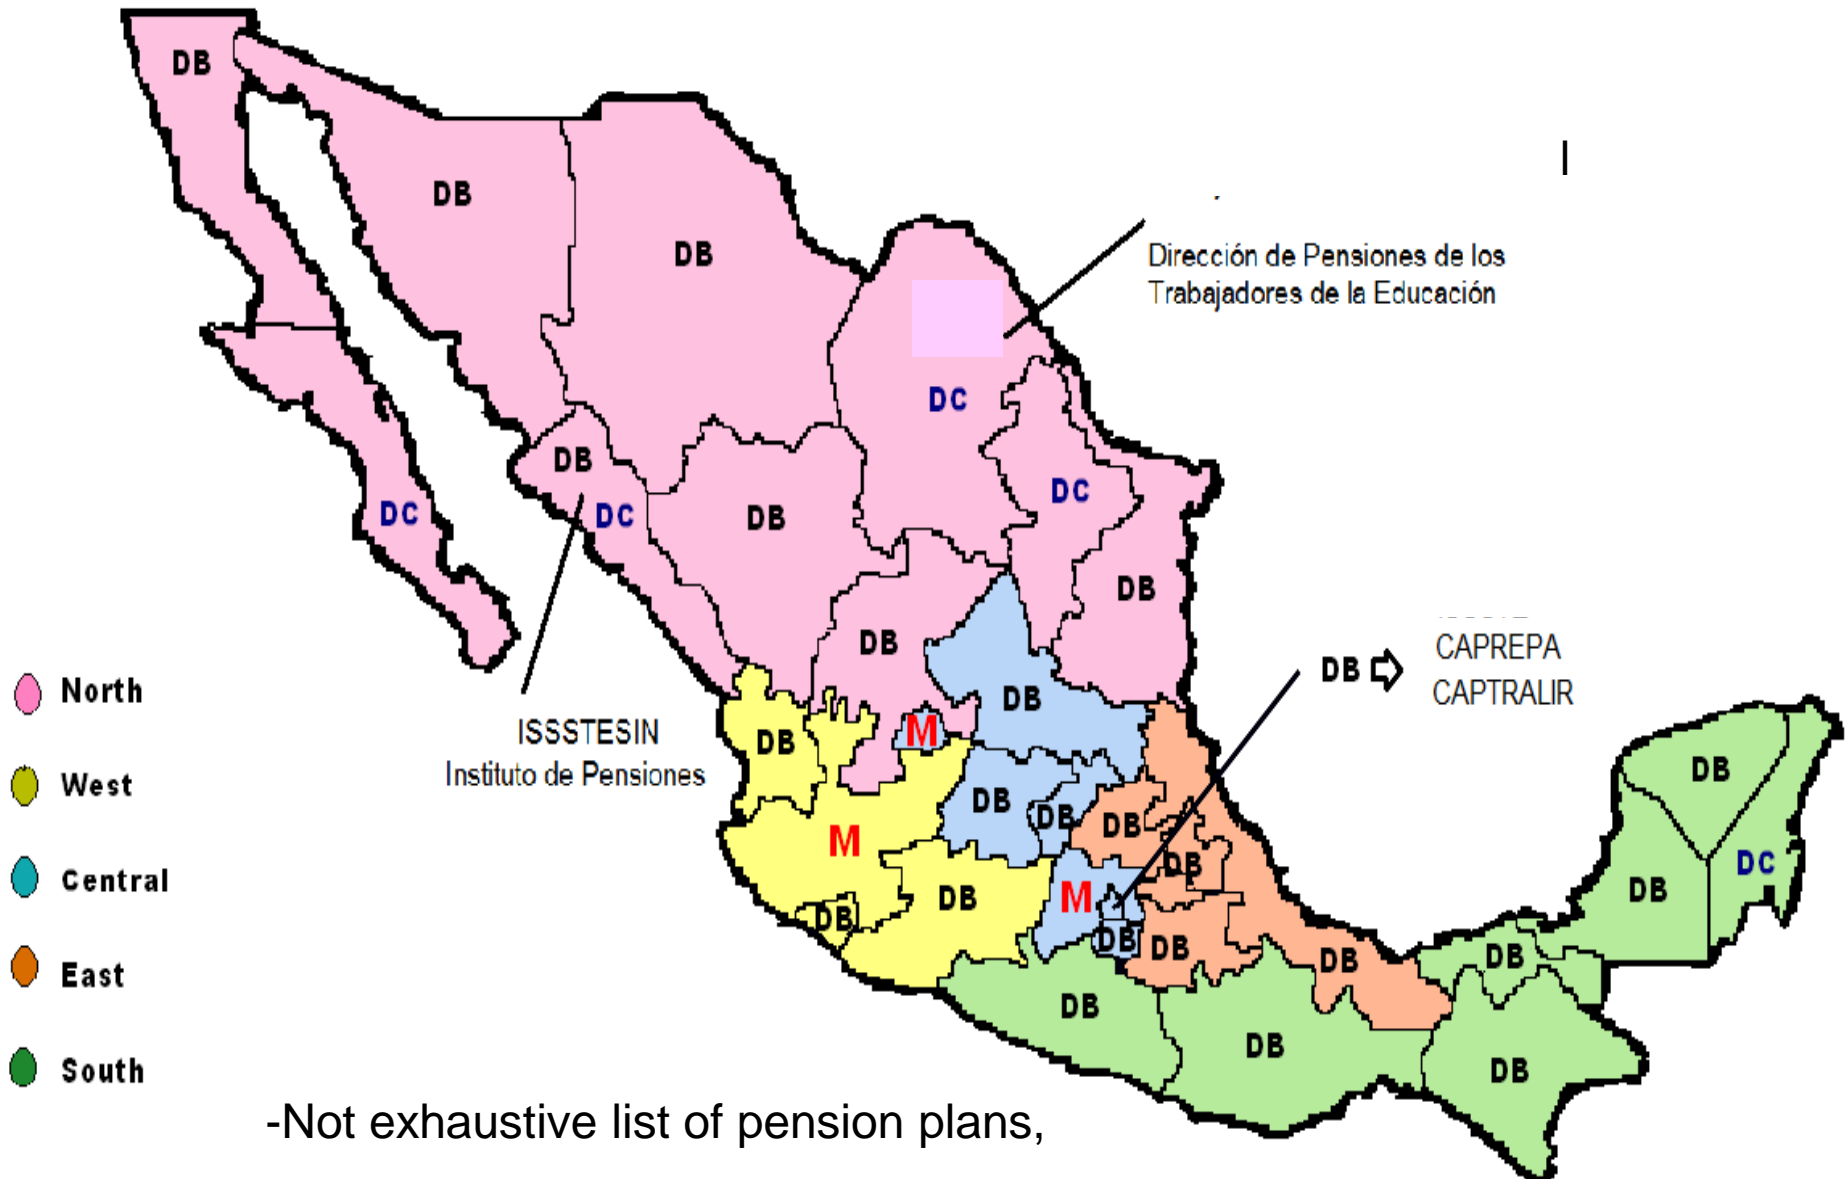 DB
l
DB
DB
Dirección de Pensiones de los
Trabajadores de la Educación
DC
DB
DC
DC
DC
DB
DB
DB
DB
CAPREPA
DB
CAPTRALIR
North
DB
ISSSTESIN
Instituto de Pensiones
M
DB
West
DB
DB
DB
DB
M
DB
DC
Central
DB
M
DB
DB
DB
DB
DB
DB
East
DB
DB
DB
DB
South
-Not exhaustive list of pension plans,